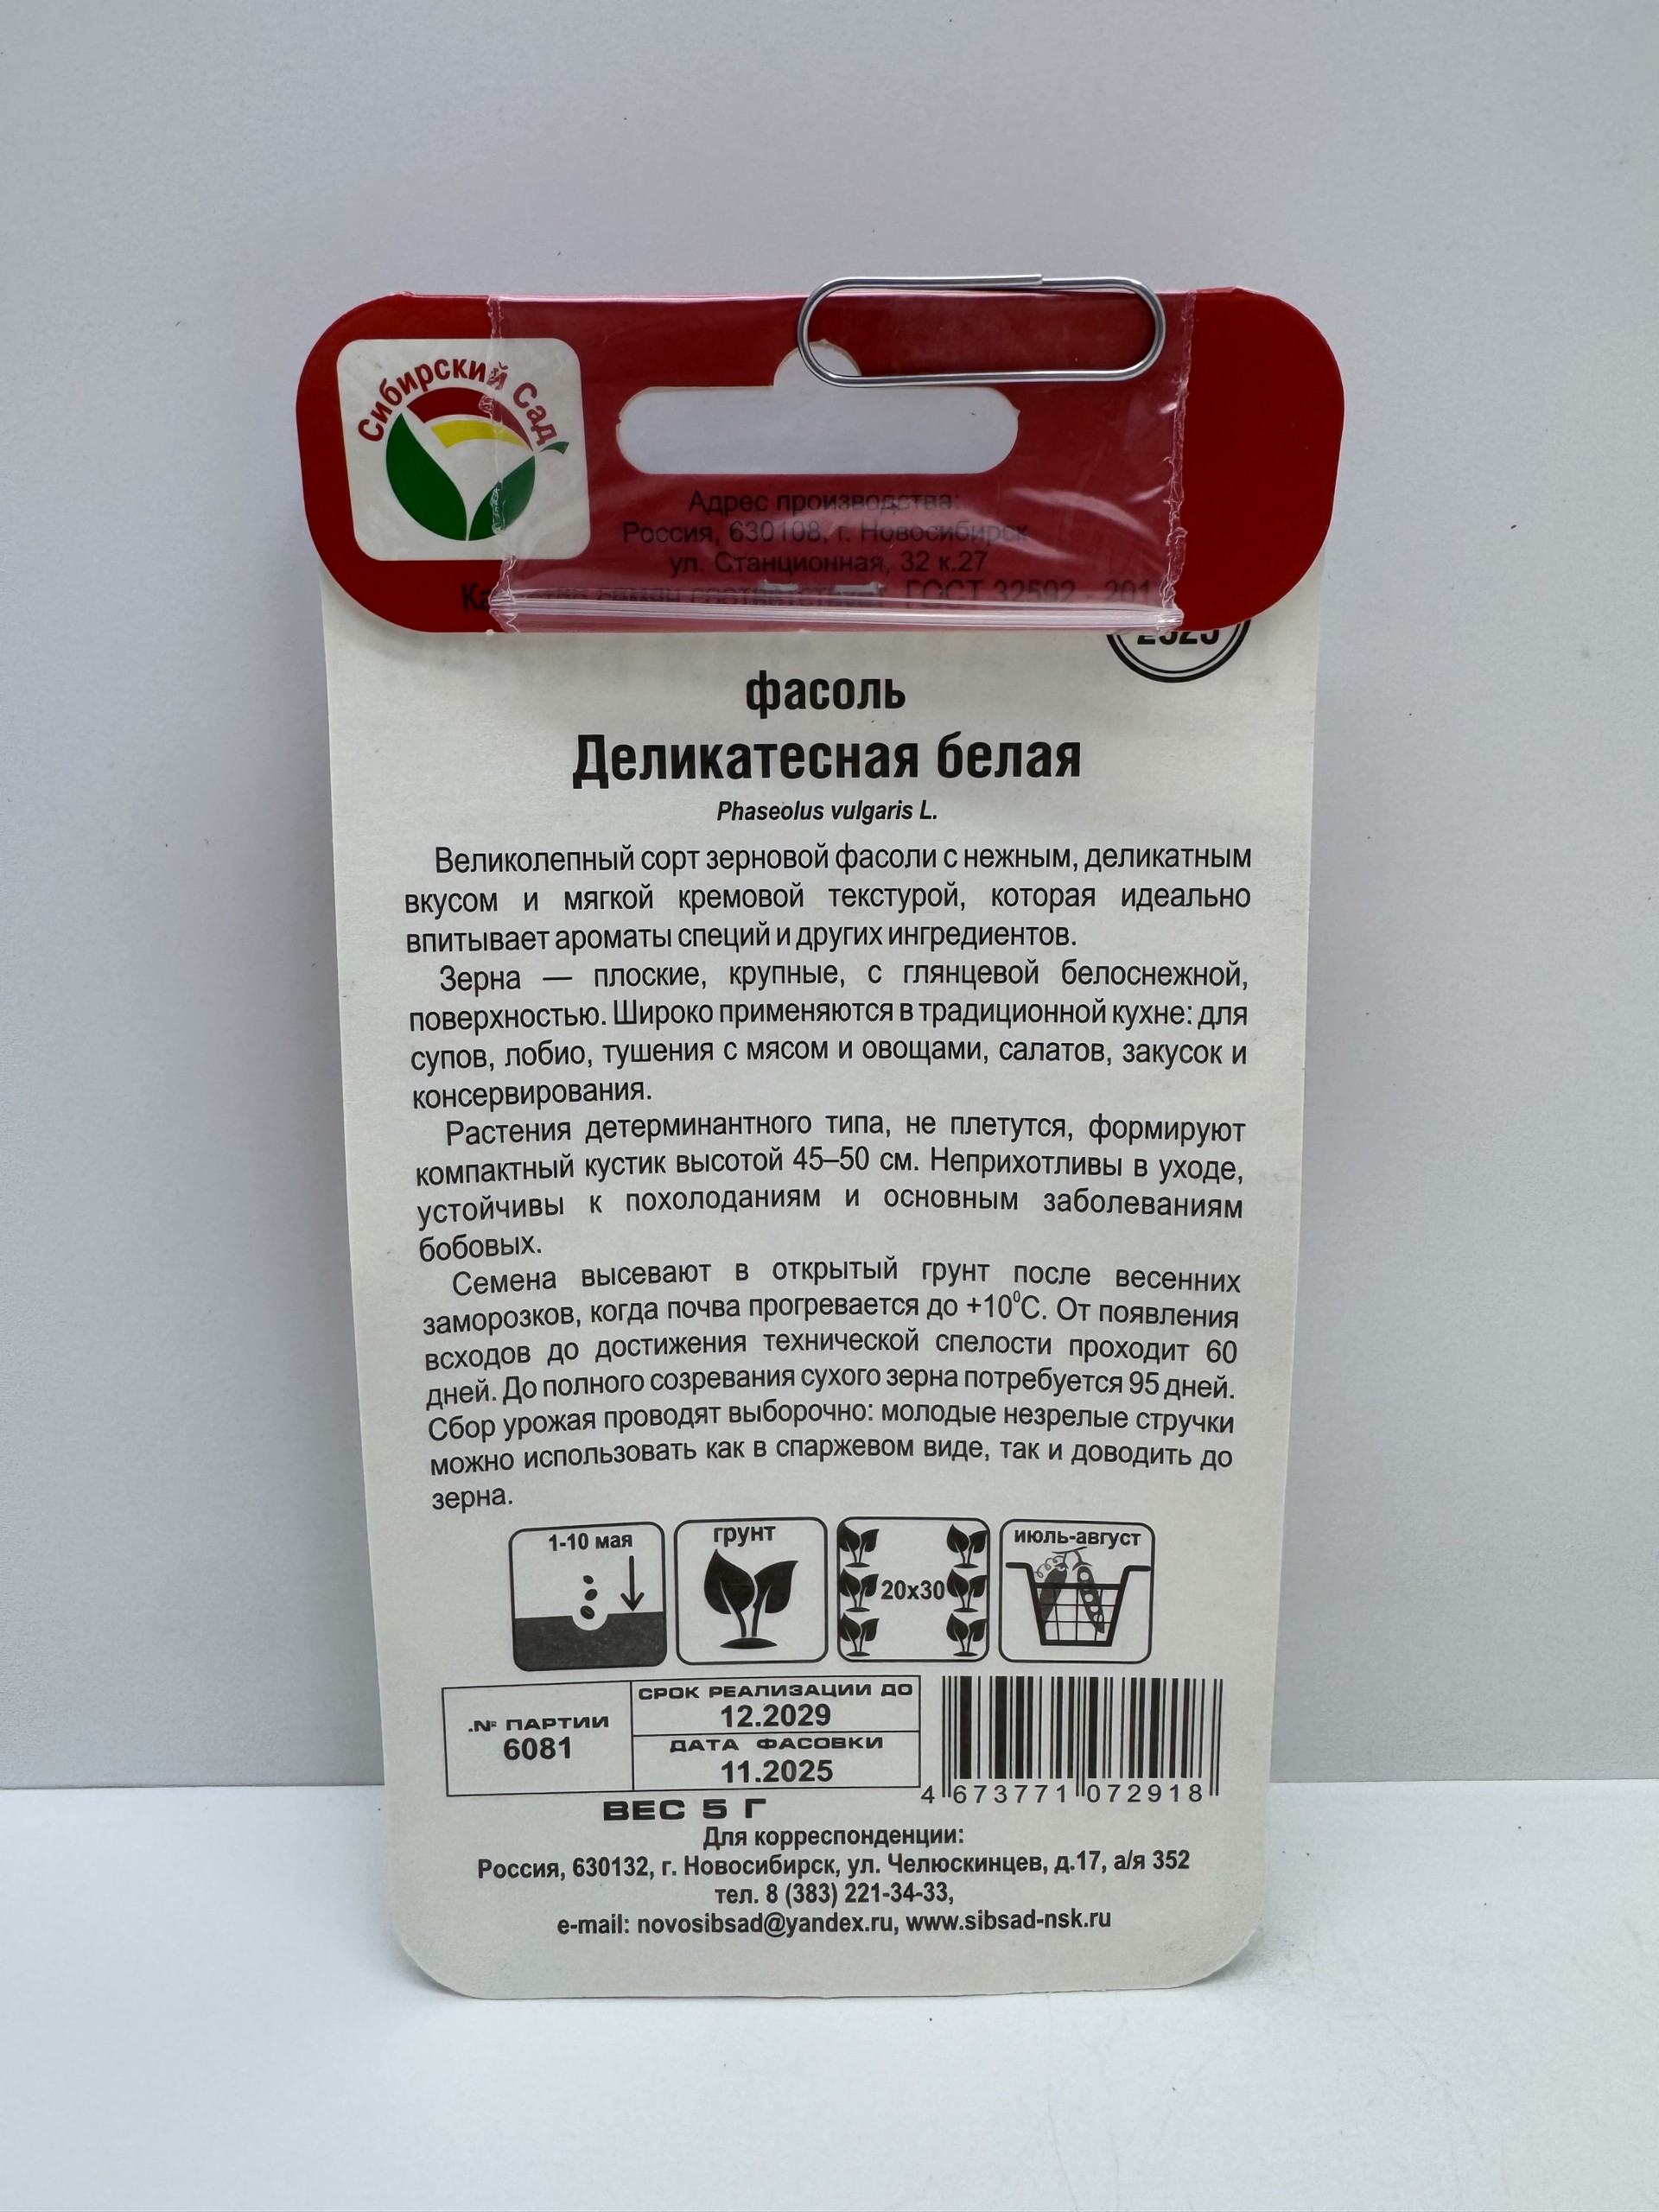 Сибирский Сад
Адрес производства:
Россия, 630108, г. Новосибирск
ул. Станционная, 32 к.27
семян соответствует ГОСТ 32592 - 201
фасоль
Деликатесная белая
Phaseolus vulgaris L.
Великолепный сорт зерновой фасоли с нежным, деликатным
вкусом и мягкой кремовой текстурой, которая идеально
впитывает ароматы специй и других ингредиентов.
Зерна — плоские, крупные, с глянцевой белоснежной,
поверхностью. Широко применяются в традиционной кухне: для
супов, лобио, тушения с мясом и овощами, салатов, закусок и
консервирования.
Растения детерминантного типа, не плетутся, формируют
компактный кустик высотой 45–50 см. Неприхотливы в уходе,
устойчивы к похолоданиям и основным заболеваниям
бобовых.
Семена высевают в открытый грунт после весенних
заморозков, когда почва прогревается до +10⁰С. От появления
всходов до достижения технической спелости проходит 60
дней. До полного созревания сухого зерна потребуется 95 дней.
Сбор урожая проводят выборочно: молодые незрелые стручки
можно использовать как в спаржевом виде, так и доводить до
зерна.
1-10 мая
грунт
20х30
июль-август
№ ПАРТИИ
6081
СРОК РЕАЛИЗАЦИИ ДО
12.2029
ДАТА ФАСОВКИ
11.2025
4 673771 072918
ВЕС 5 Г
Для корреспонденции:
Россия, 630132, г. Новосибирск, ул. Челюскинцев, д.17, а/я 352
тел. 8 (383) 221-34-33,
e-mail: novosibsad@yandex.ru, www.sibsad-nsk.ru